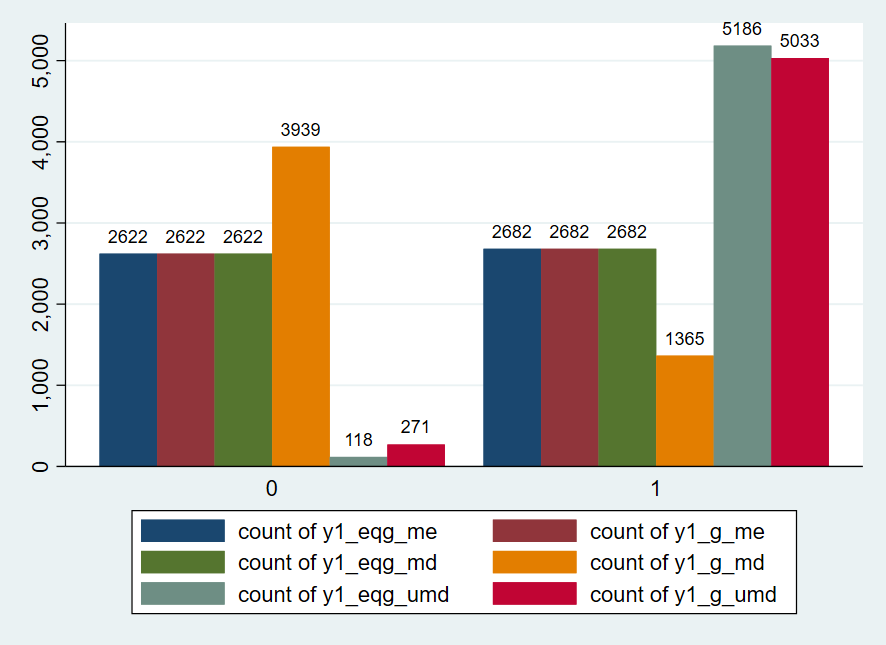 5186
5033
5,000
4,000
3939
3,000
2622 2622 2622
2682 2682 2682
2,000
1365
1,000
118
271
0
0 1
count of y1_eqg_me count of y1_g_me
count of y1_eqg_md count of y1_g_md
count of y1_eqg_umd count of y1_g_umd